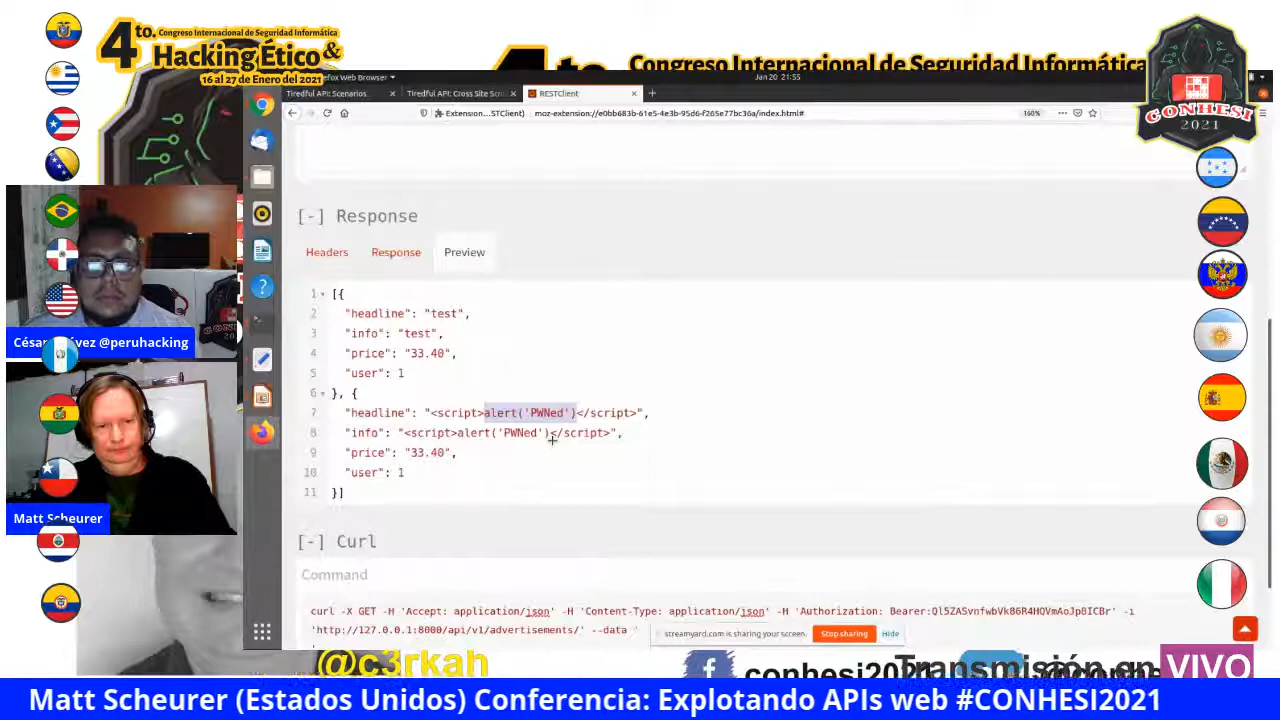 4to. Congreso Internacional de Seguridad Informática
Hacking Ético &
16 al 27 de Enero del 2021
Congreso Internacional de Seguridad Informática
CONHESI
2021
Firefox Web Browser
Jan 20 21:55
Tiredful API: Scenarios
Tiredful API: Cross Site Scri
RESTClient
Extension...STClient)
moz-extension://e0bb683b-61e5-4e3b-95d6-f265e77bc36a/index.html#
160%
[-] Response
Headers
Response
Preview
1 [{
2 "headline": "test",
3 "info": "test",
4 "price": "33.40",
5 "user": 1
6 }, {
7 "headline": "<script>alert('PWNed')</script>",
8 "info": "<script>alert('PWNed')</script>",
9 "price": "33.40",
10 "user": 1
11 }]
[-] Curl
Command
curl -X GET -H 'Accept: application/json' -H 'Content-Type: application/json' -H 'Authorization: Bearer:Ql5ZASvnfwbVk86R4HQVmAoJp8ICBr' -i
'http://127.0.0.1:8000/api/v1/advertisements/' --data '
streamyard.com is sharing your screen.
Stop sharing
Hide
@peruhacking
Matt Scheurer
@c3rkah
Transmisión en VIVO
Matt Scheurer (Estados Unidos) Conferencia: Explotando APIs web #CONHESI2021